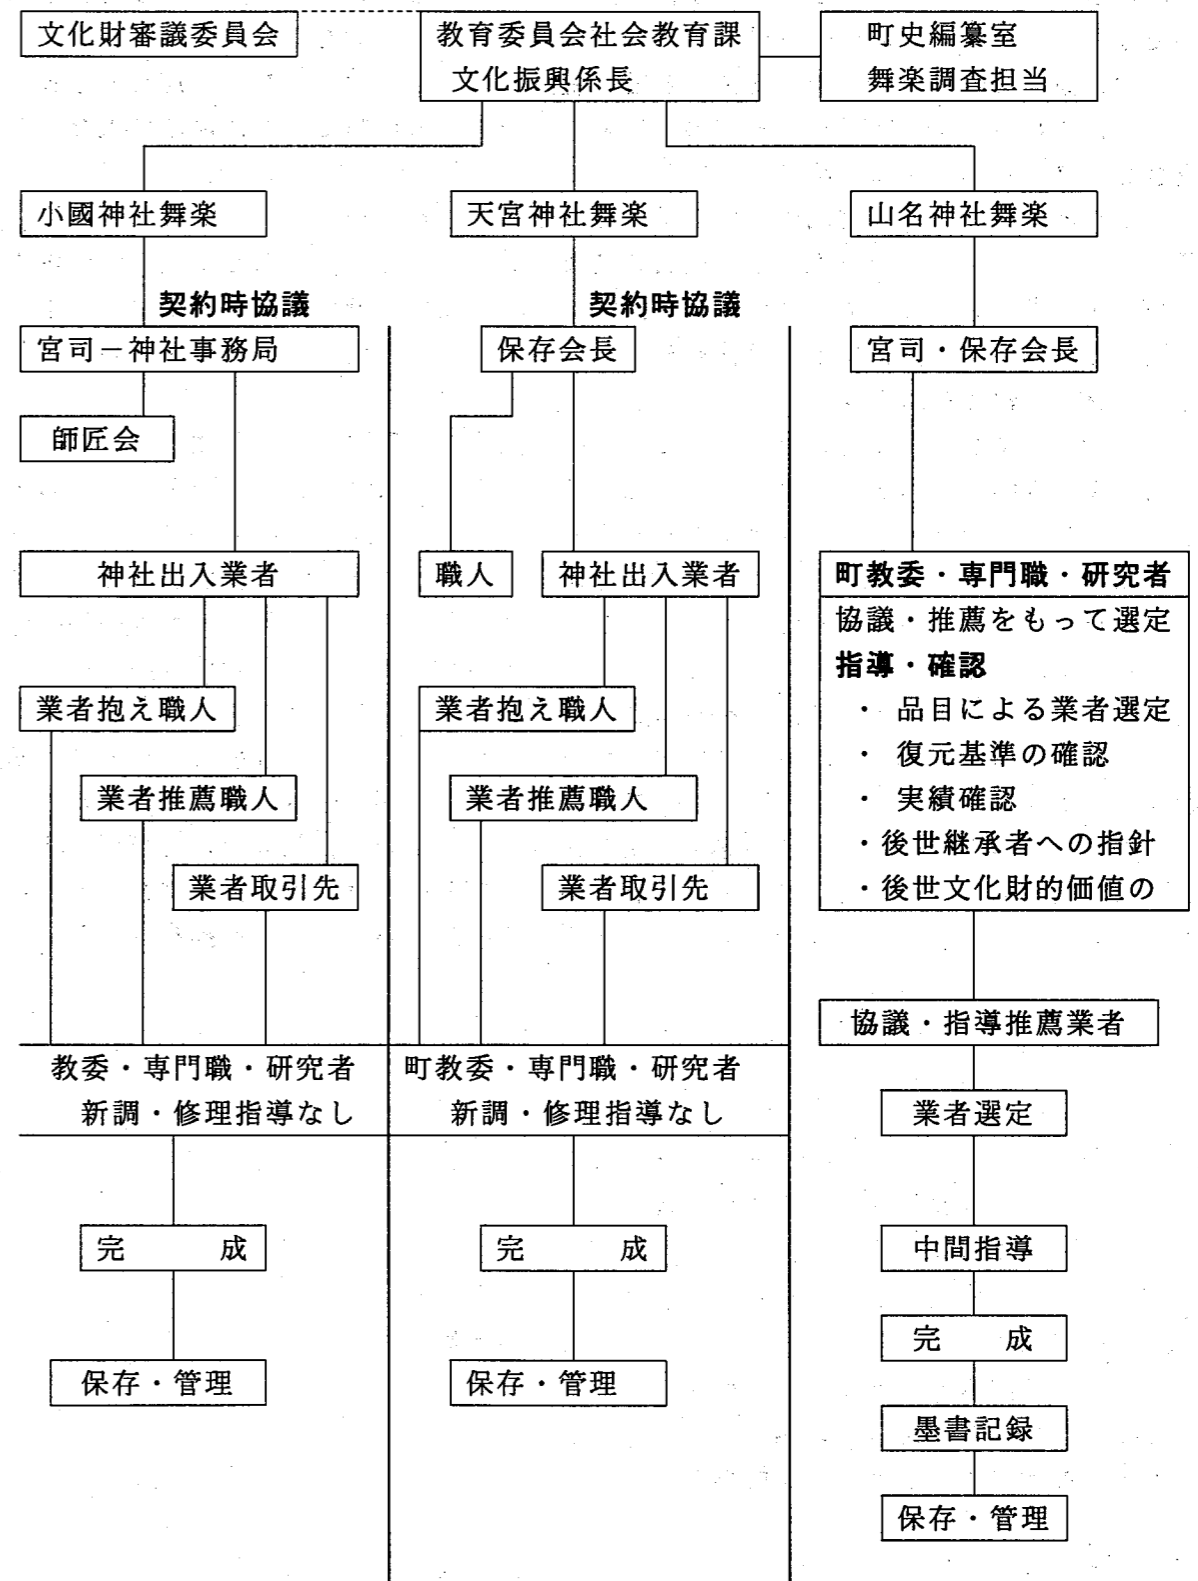 文化財審議委員会
教育委員会社会教育課
文化振興係長
町史編纂室
舞楽調査担当
小國神社舞楽
天宮神社舞楽
山名神社舞楽
契約時協議
契約時協議
宮司－神社事務局
保存会長
宮司・保存会長
師匠会
神社出入業者
職人
神社出入業者
町教委・専門職・研究者
協議・推薦をもって選定
指導・確認
・ 品目による業者選定
・ 復元基準の確認
・ 実績確認
・後世継承者への指針
・後世文化財的価値の
業者抱え職人
業者抱え職人
業者推薦職人
業者推薦職人
業者取引先
業者取引先
協議・指導推薦業者
教委・専門職・研究者
新調・修理指導なし
町教委・専門職・研究者
新調・修理指導なし
業者選定
完 成
完 成
中間指導
完 成
保存・管理
保存・管理
墨書記録
保存・管理